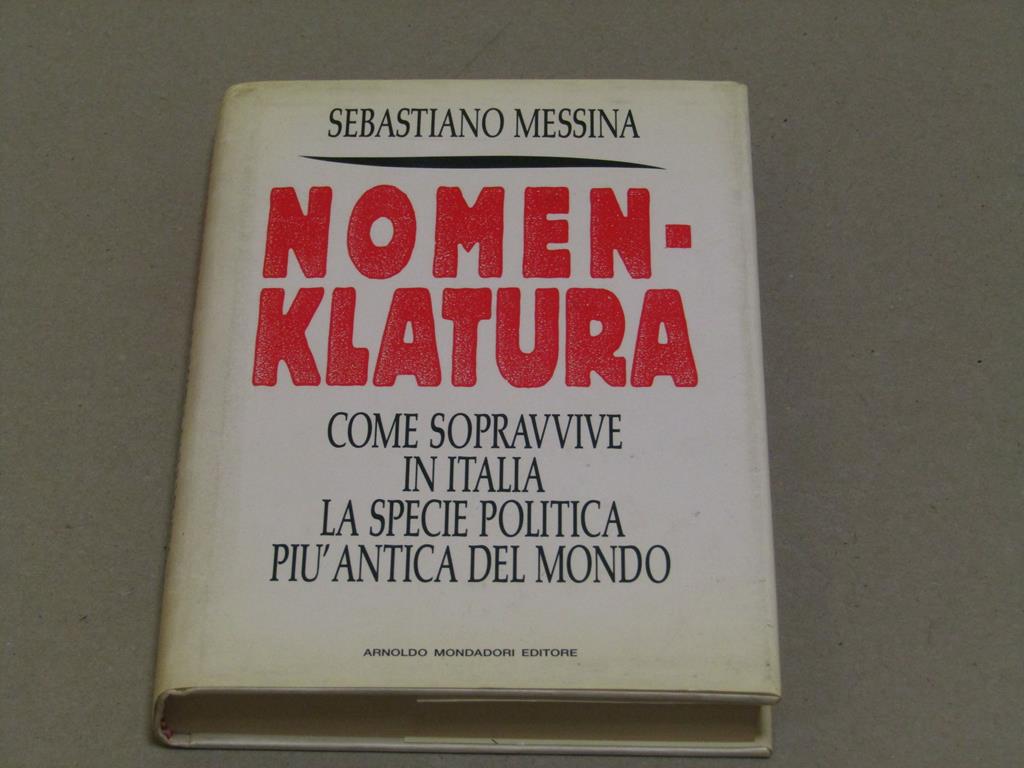 SEBASTIANO MESSINA
NOMEN-
KLATURA
COME SOPRAVVIVE
IN ITALIA
LA SPECIE POLITICA
PIU' ANTICA DEL MONDO
ARNOLDO MONDADORI EDITORE